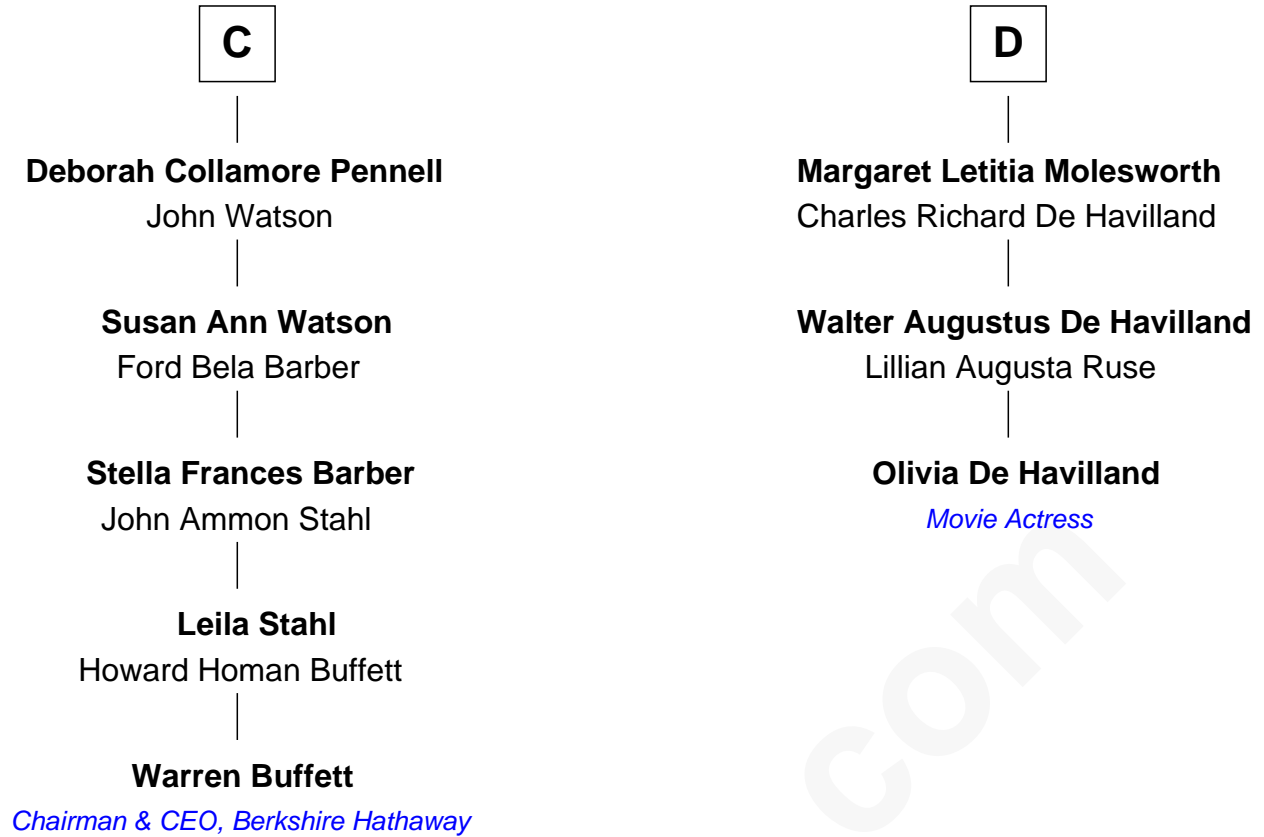 C
Deborah Collamore Pennell
John Watson
Susan Ann Watson
Ford Bela Barber
Stella Frances Barber
John Ammon Stahl
Leila Stahl
Howard Homan Buffett
Warren Buffett
Chairman & CEO, Berkshire Hathaway
D
Margaret Letitia Molesworth
Charles Richard De Havilland
Walter Augustus De Havilland
Lillian Augusta Ruse
Olivia De Havilland
Movie Actress
com